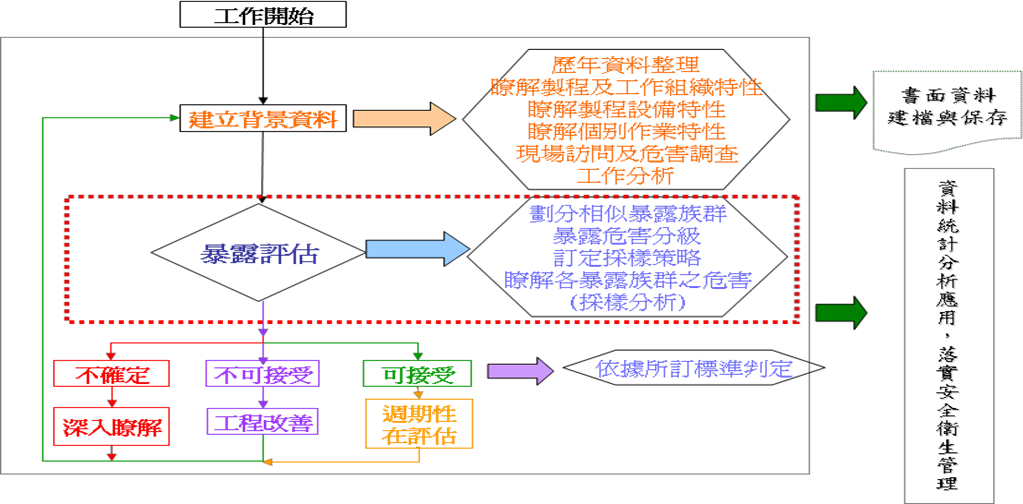 工作開始
建立背景資料
歷年資料整理
瞭解製程及工作組織特性
瞭解製程設備特性
瞭解個別作業特性
現場訪問及危害調查
工作分析
書面資料
建檔與保存
暴露評估
劃分相似暴露族群
暴露危害分級
訂定採樣策略
瞭解各暴露族群之危害
(採樣分析)
資料統計分析應用，落實安全衛生管理
不確定
不可接受
可接受
依據所訂標準判定
深入瞭解
工程改善
週期性
在評估